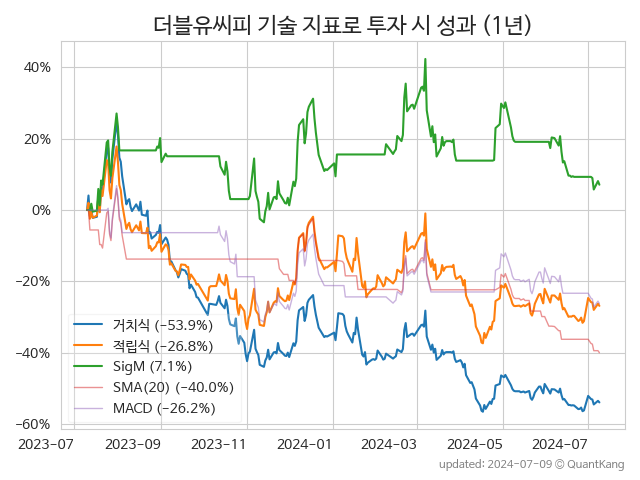 더블유씨피 기술 지표로 투자 시 성과 (1년)
40%
20%
0%
−20%
−40%
−60%
거치식 (−53.9%)
적립식 (−26.8%)
SigM (7.1%)
SMA(20) (−40.0%)
MACD (−26.2%)
2023−07 2023−09 2023−11 2024−01 2024−03 2024−05 2024−07
updated: 2024-07-09 ⓒ QuantKang